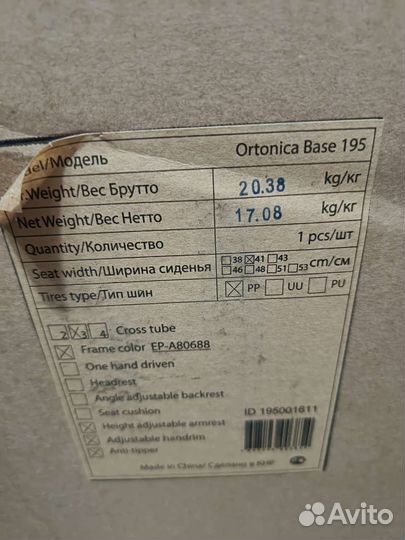 del/Модель Ortonica Base 195
r.Weight/Вес Брутто 20.38 kg/кг
Net Weight/Вес Нетто 17.08 kg/кг
Quantity/Количество 1 pcs/шт
Seat width/Ширина сиденья 38 41 43 46 48 51 53 cm/см
Tires type/Тип шин PP UU PU
2 3 4 Cross tube
Frame color EP-A80688
One hand driven
Headrest
Angle adjustable backrest
Seat cushion
Height adjustable armrest ID 195001611
Adjustable handrim
Anti-tipper
Made in China/ Сделано в КНР
Avito